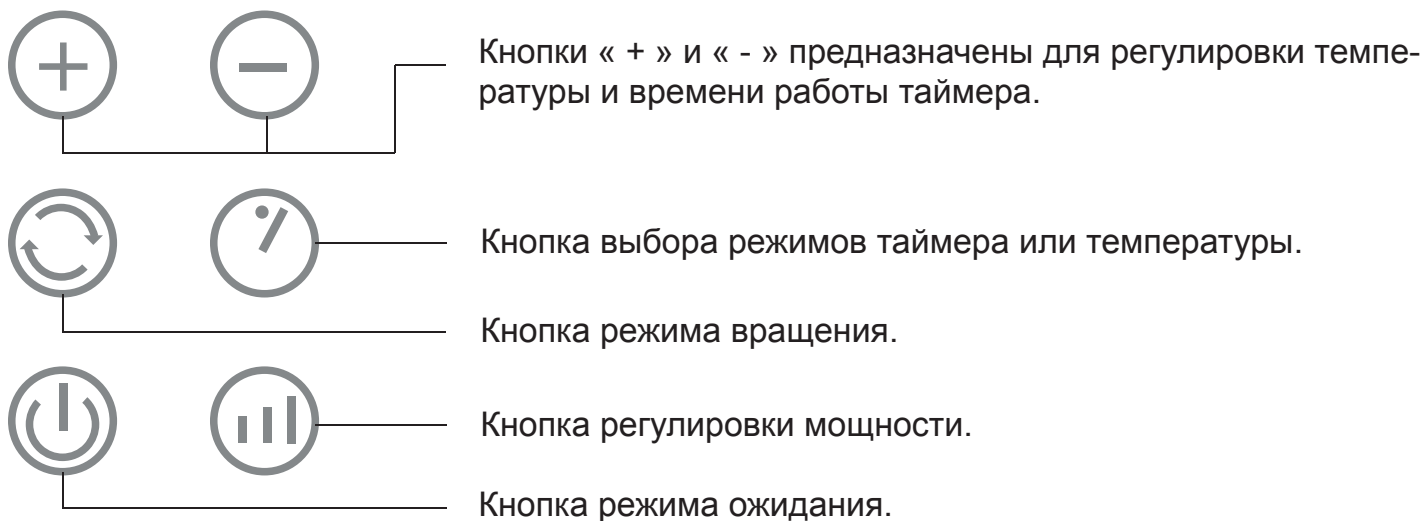 Кнопки « + » и « - » предназначены для регулировки темпе-
ратуры и времени работы таймера.
Кнопка выбора режимов таймера или температуры.
Кнопка режима вращения.
Кнопка регулировки мощности.
Кнопка режима ожидания.